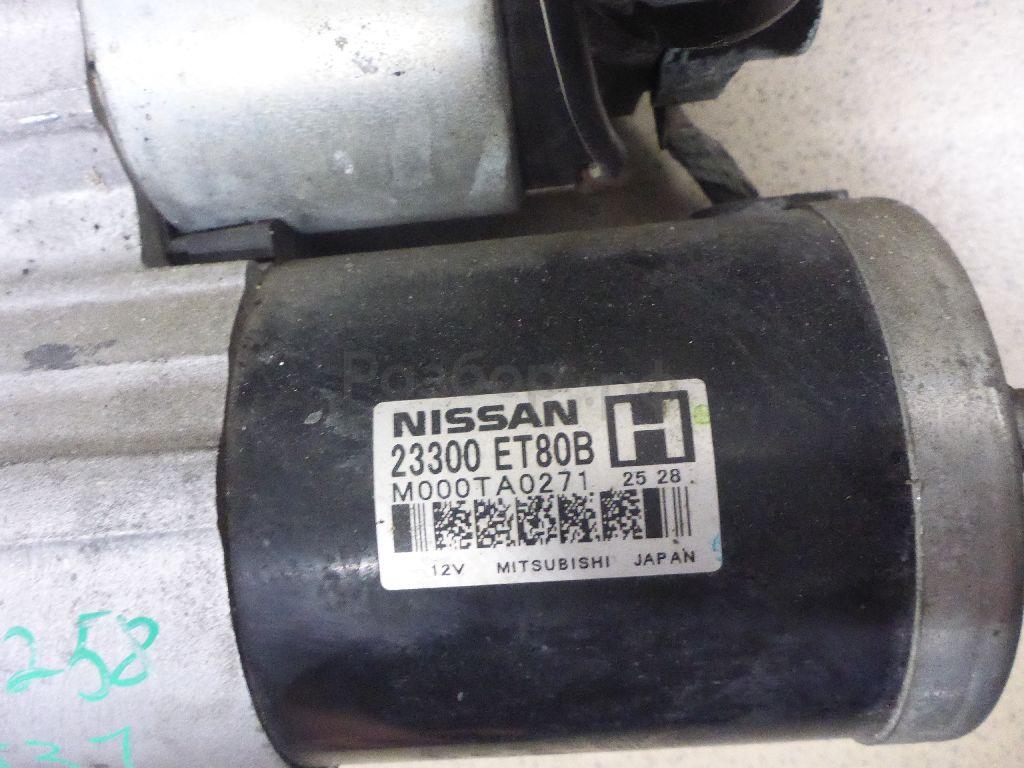 NISSAN H
23300 ET80B
M000TA0271 25 28
12V MITSUBISHI JAPAN
258